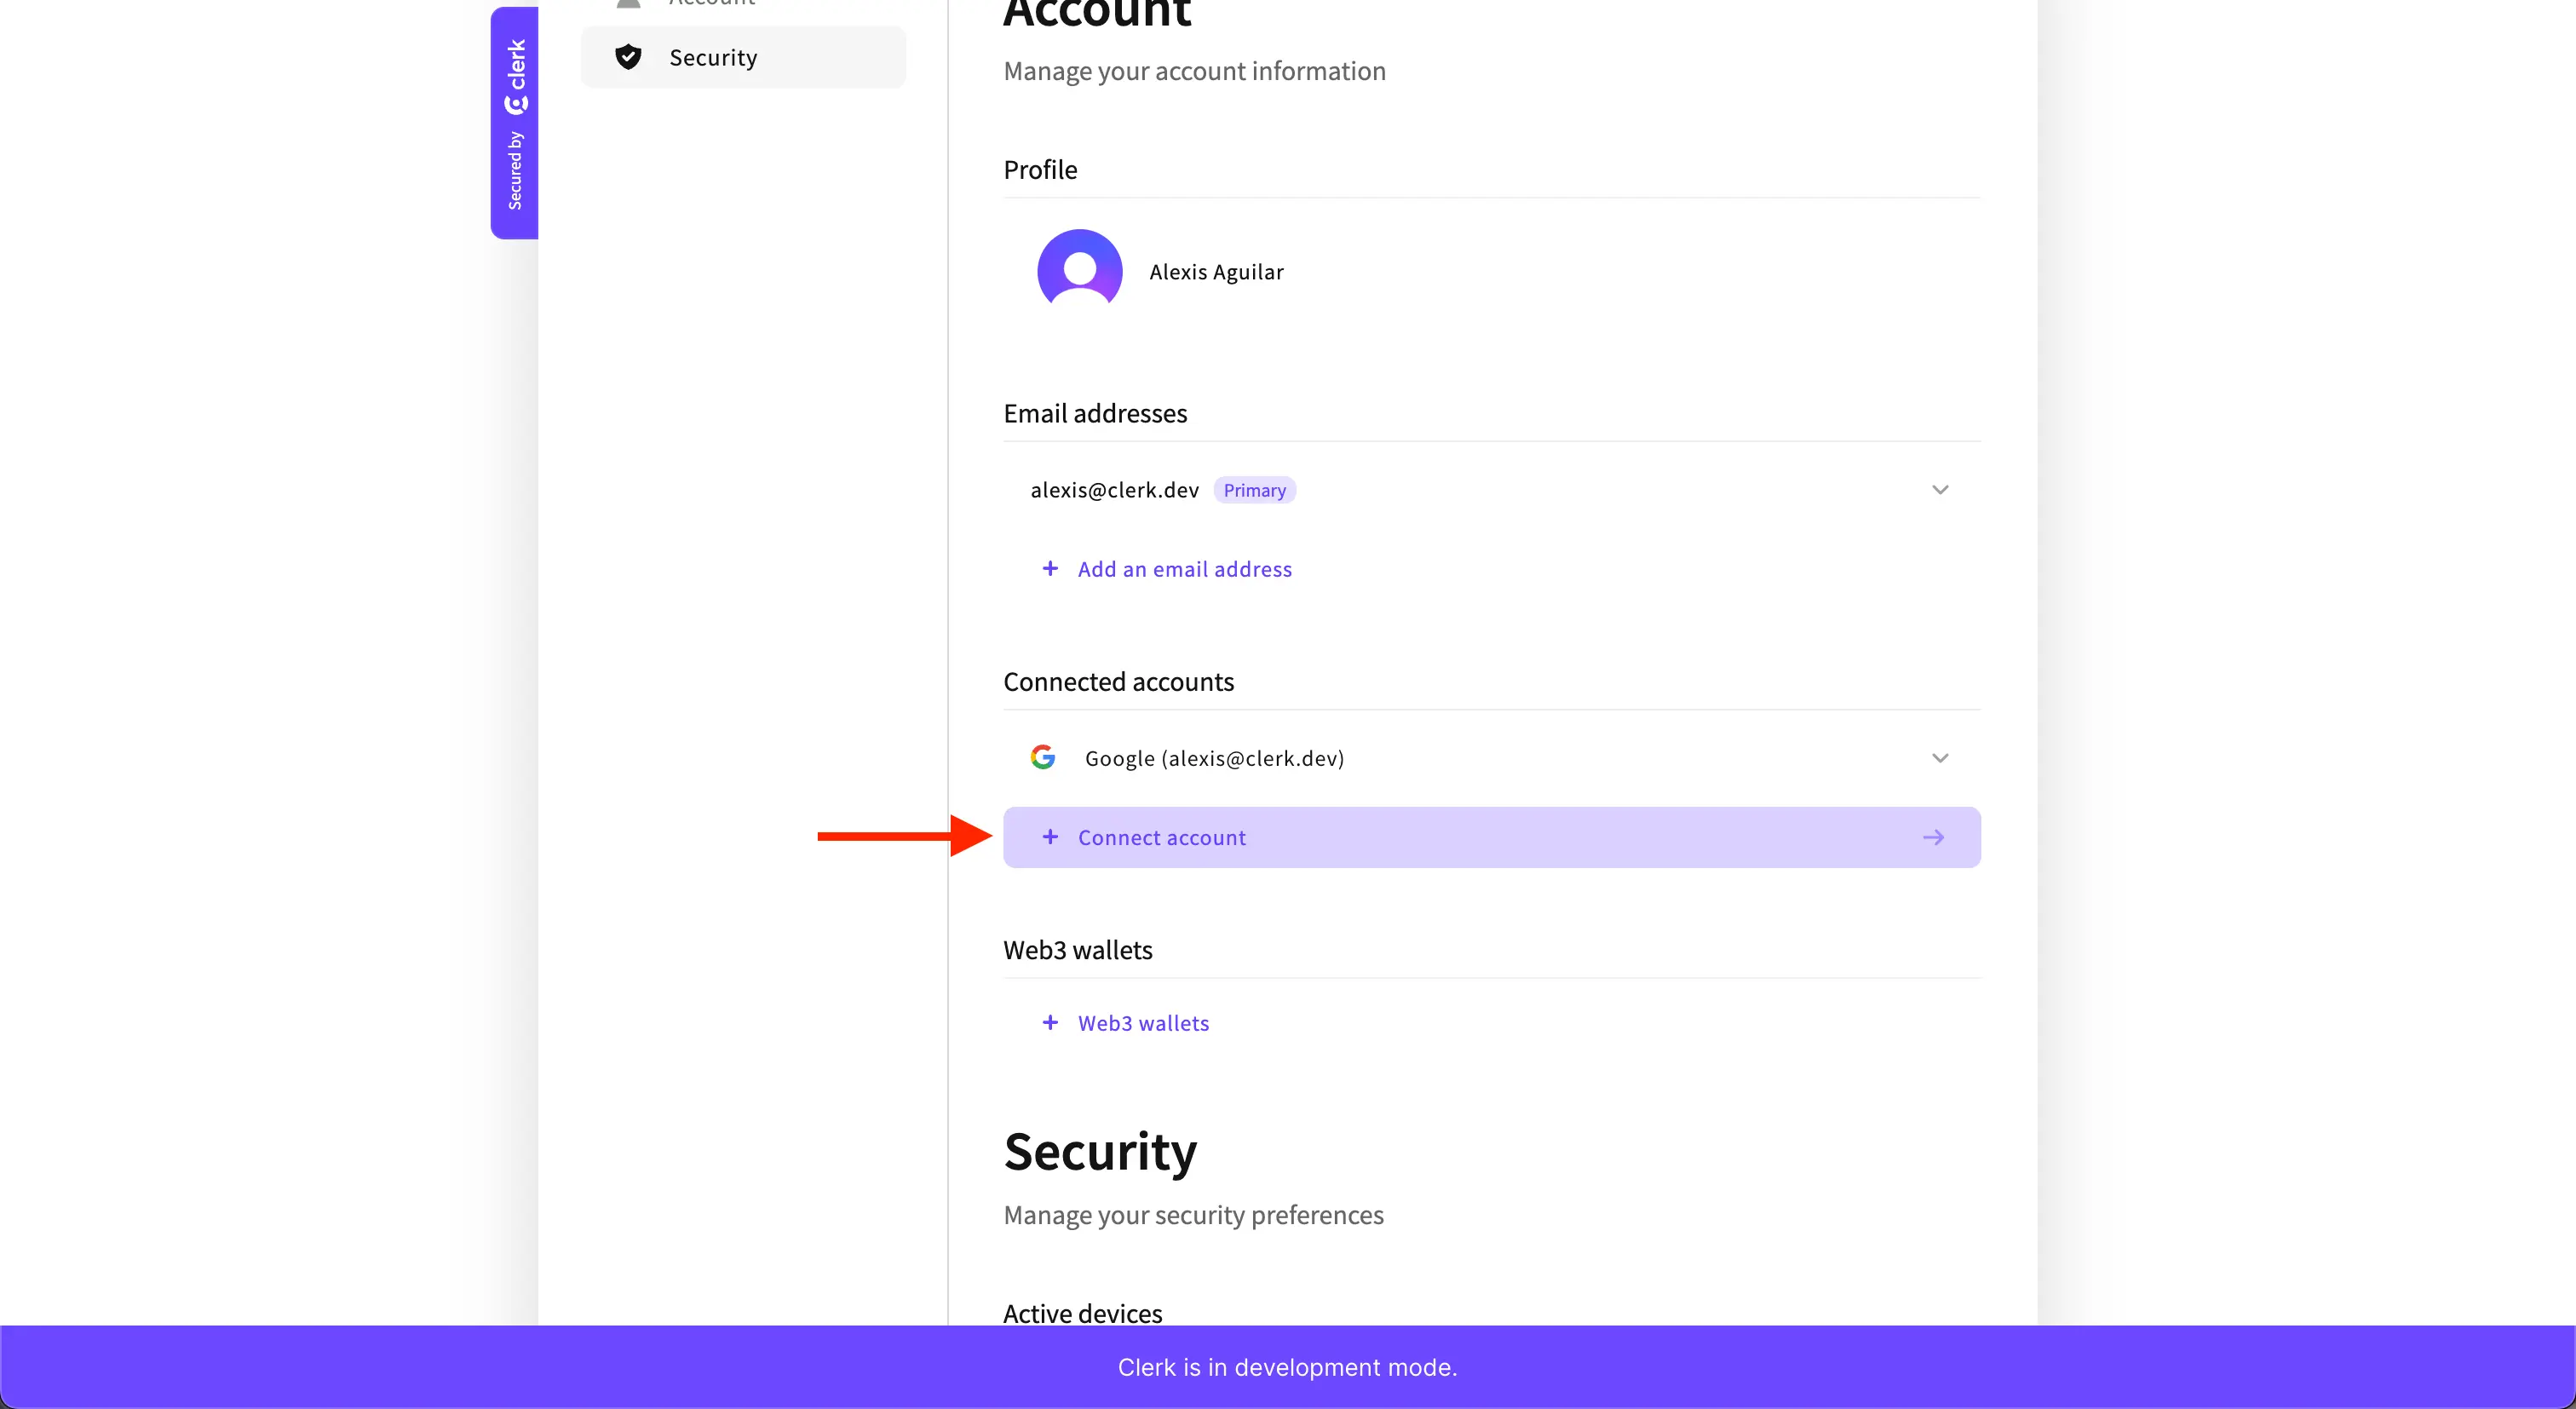 Account
Security
Secured by clerk
Account
Manage your account information
Profile
Alexis Aguilar
Email addresses
alexis@clerk.dev Primary
+ Add an email address
Connected accounts
Google (alexis@clerk.dev)
+ Connect account
Web3 wallets
+ Web3 wallets
Security
Manage your security preferences
Active devices
Clerk is in development mode.